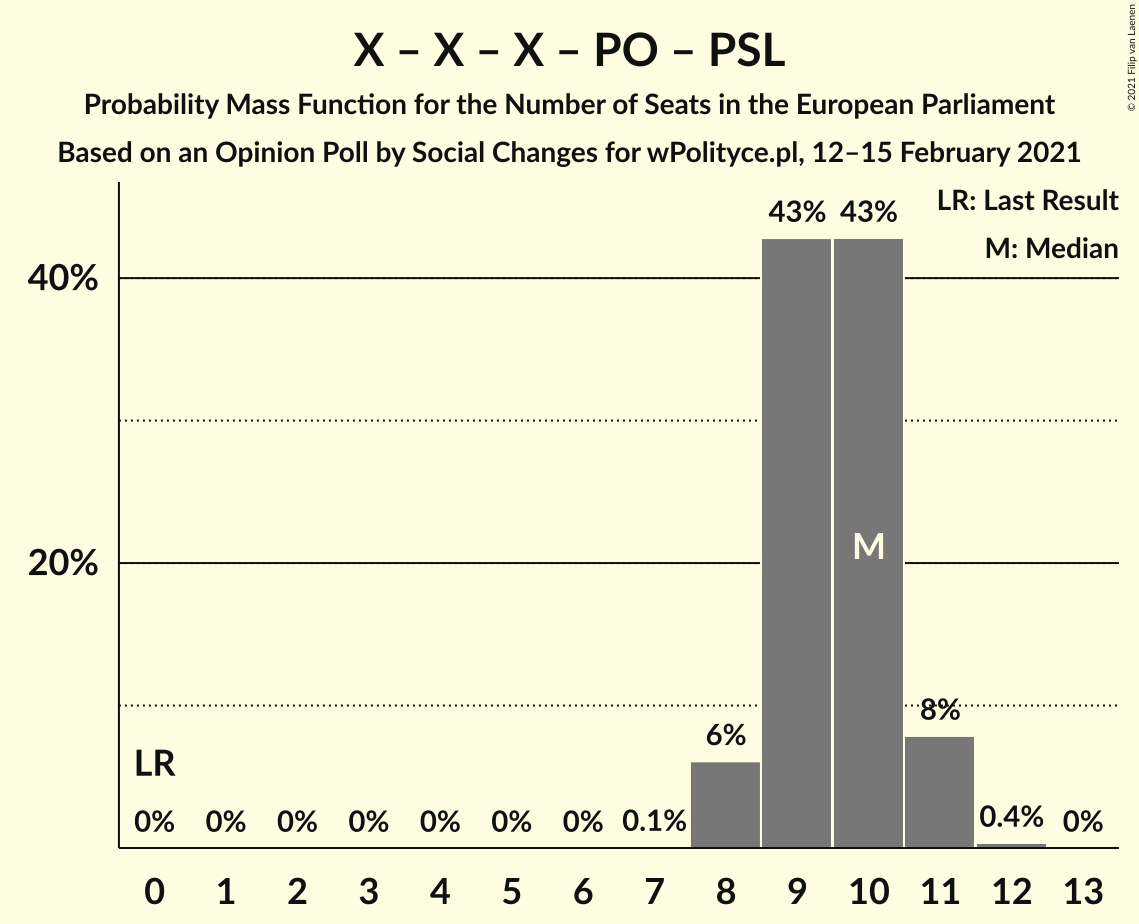 X – X – X – PO – PSL
Probability Mass Function for the Number of Seats in the European Parliament
Based on an Opinion Poll by Social Changes for wPolityce.pl, 12–15 February 2021
© 2021 Filip van Laenen
LR: Last Result
M: Median
43% 43%
40%
20%
M
8%
6%
LR
0% 0% 0% 0% 0% 0% 0% 0.1% 0.4% 0%
0 1 2 3 4 5 6 7 8 9 10 11 12 13